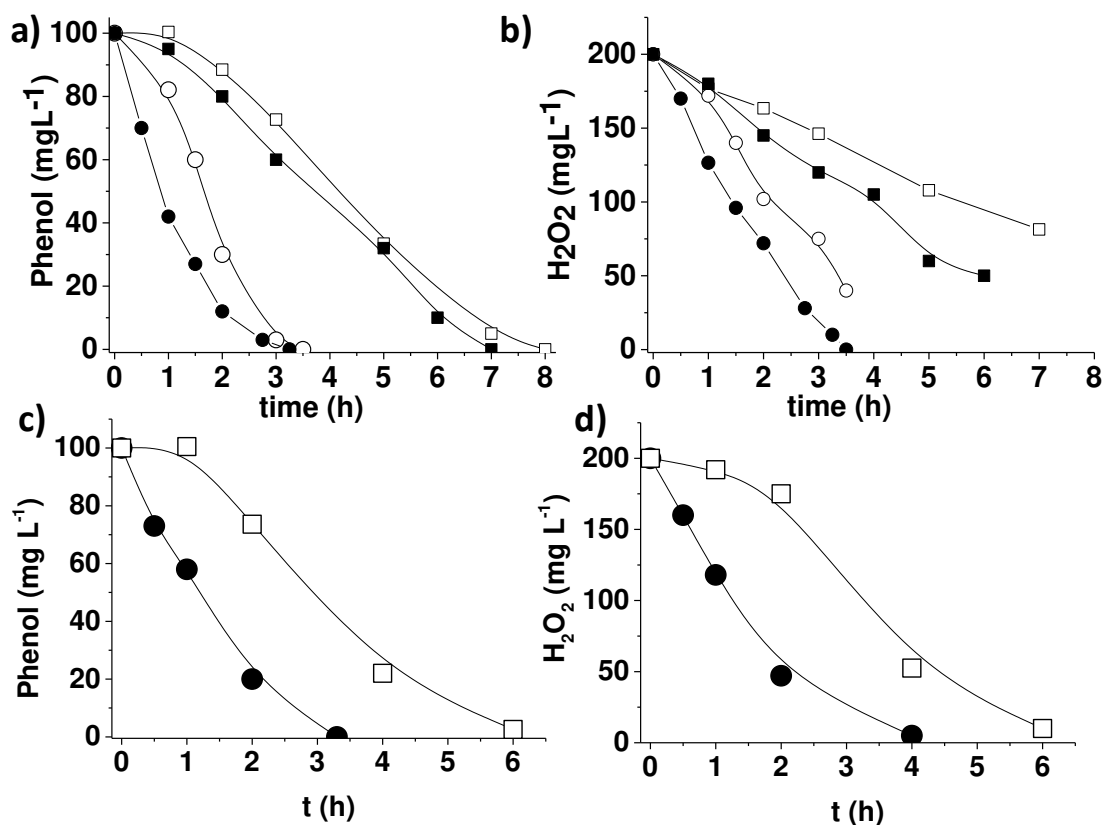 a)
Phenol (mgL⁻¹)
100
80
60
40
20
0
0 1 2 3 4 5 6 7 8
time (h)
b)
H2O2 (mgL⁻¹)
200
150
100
50
0
0 1 2 3 4 5 6 7 8
time (h)
c)
Phenol (mg L⁻¹)
100
80
60
40
20
0
0 1 2 3 4 5 6
t (h)
d)
H₂O₂ (mg L⁻¹)
200
150
100
50
0
0 1 2 3 4 5 6
t (h)